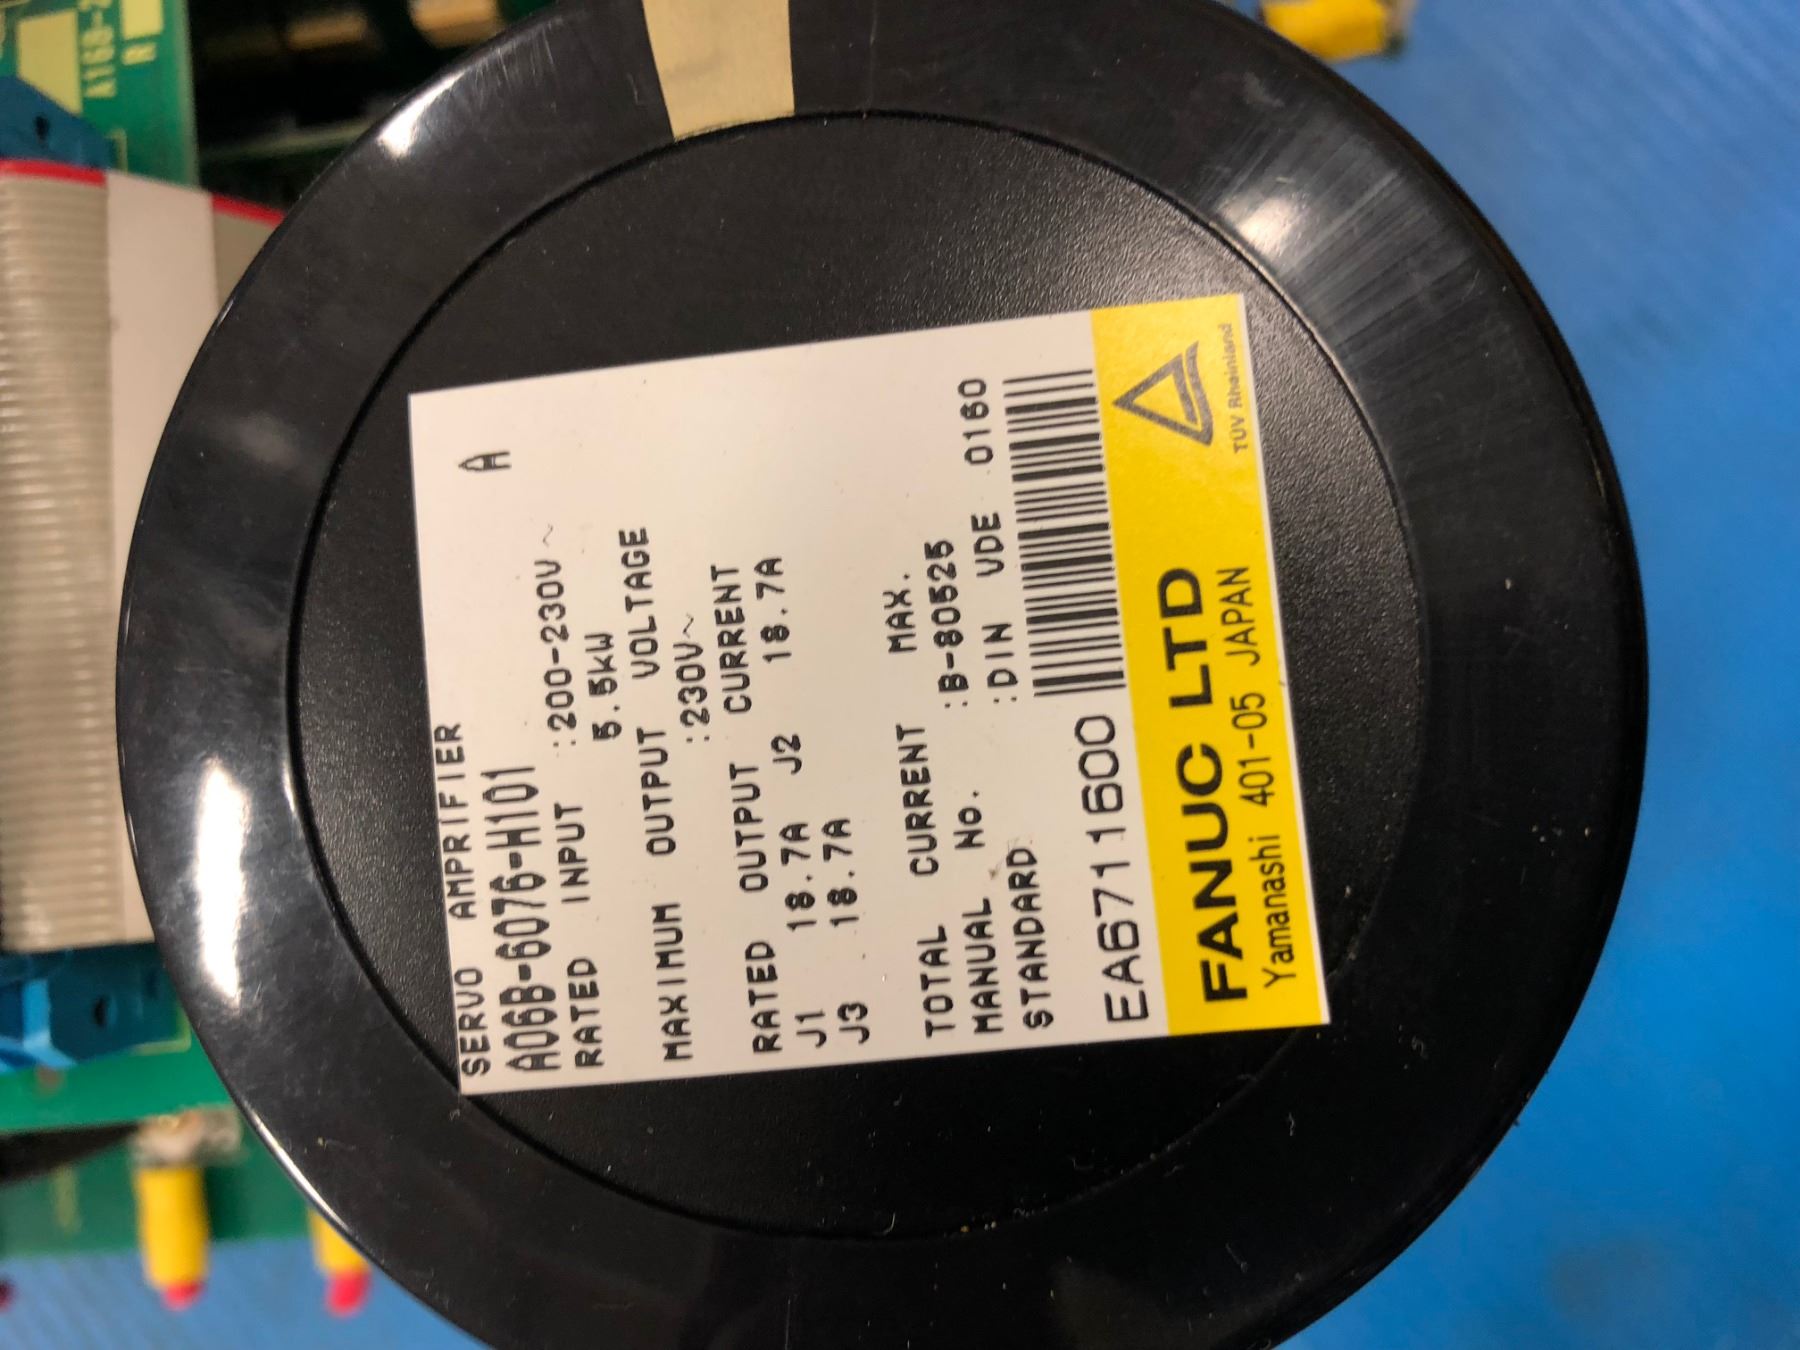 SERVO AMPRIFIER
A06B-6076-H101 A
RATED INPUT :200-230V~
5.5kW
MAXIMUM OUTPUT VOLTAGE
:230V~
RATED OUTPUT CURRENT
J1 18.7A J2 18.7A
J3 18.7A
TOTAL CURRENT MAX.
MANUAL No. :B-80525
STANDARD :DIN VDE 0160
EA6711600
FANUC LTD
Yamanashi 401-05 JAPAN
TÜV Rheinland
A16B-2
R